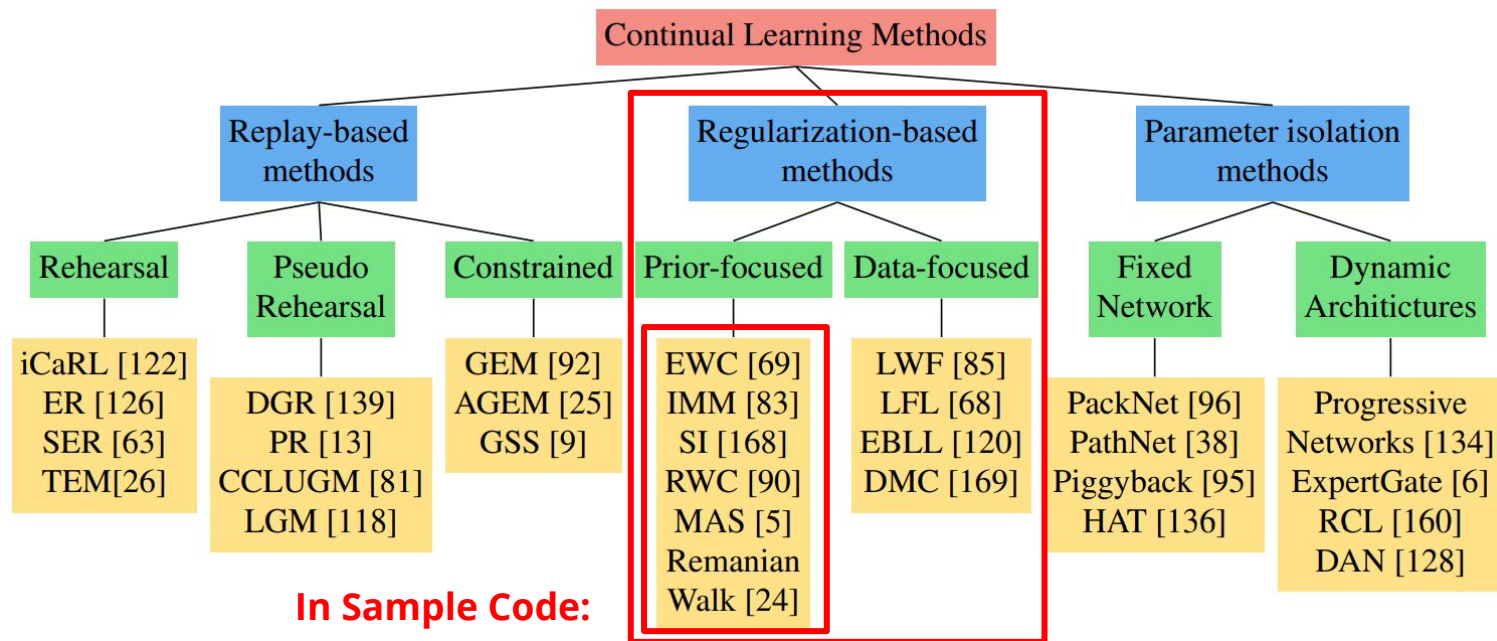 Continual Learning Methods
Replay-based
methods
Regularization-based
methods
Parameter isolation
methods
Rehearsal
Pseudo
Rehearsal
Constrained
Prior-focused
Data-focused
Fixed
Network
Dynamic
Architictures
iCaRL [122]
ER [126]
SER [63]
TEM[26]
DGR [139]
PR [13]
CCLUGM [81]
LGM [118]
GEM [92]
AGEM [25]
GSS [9]
EWC [69]
IMM [83]
SI [168]
RWC [90]
MAS [5]
Remanian
Walk [24]
LWF [85]
LFL [68]
EBLL [120]
DMC [169]
PackNet [96]
PathNet [38]
Piggyback [95]
HAT [136]
Progressive
Networks [134]
ExpertGate [6]
RCL [160]
DAN [128]
In Sample Code: